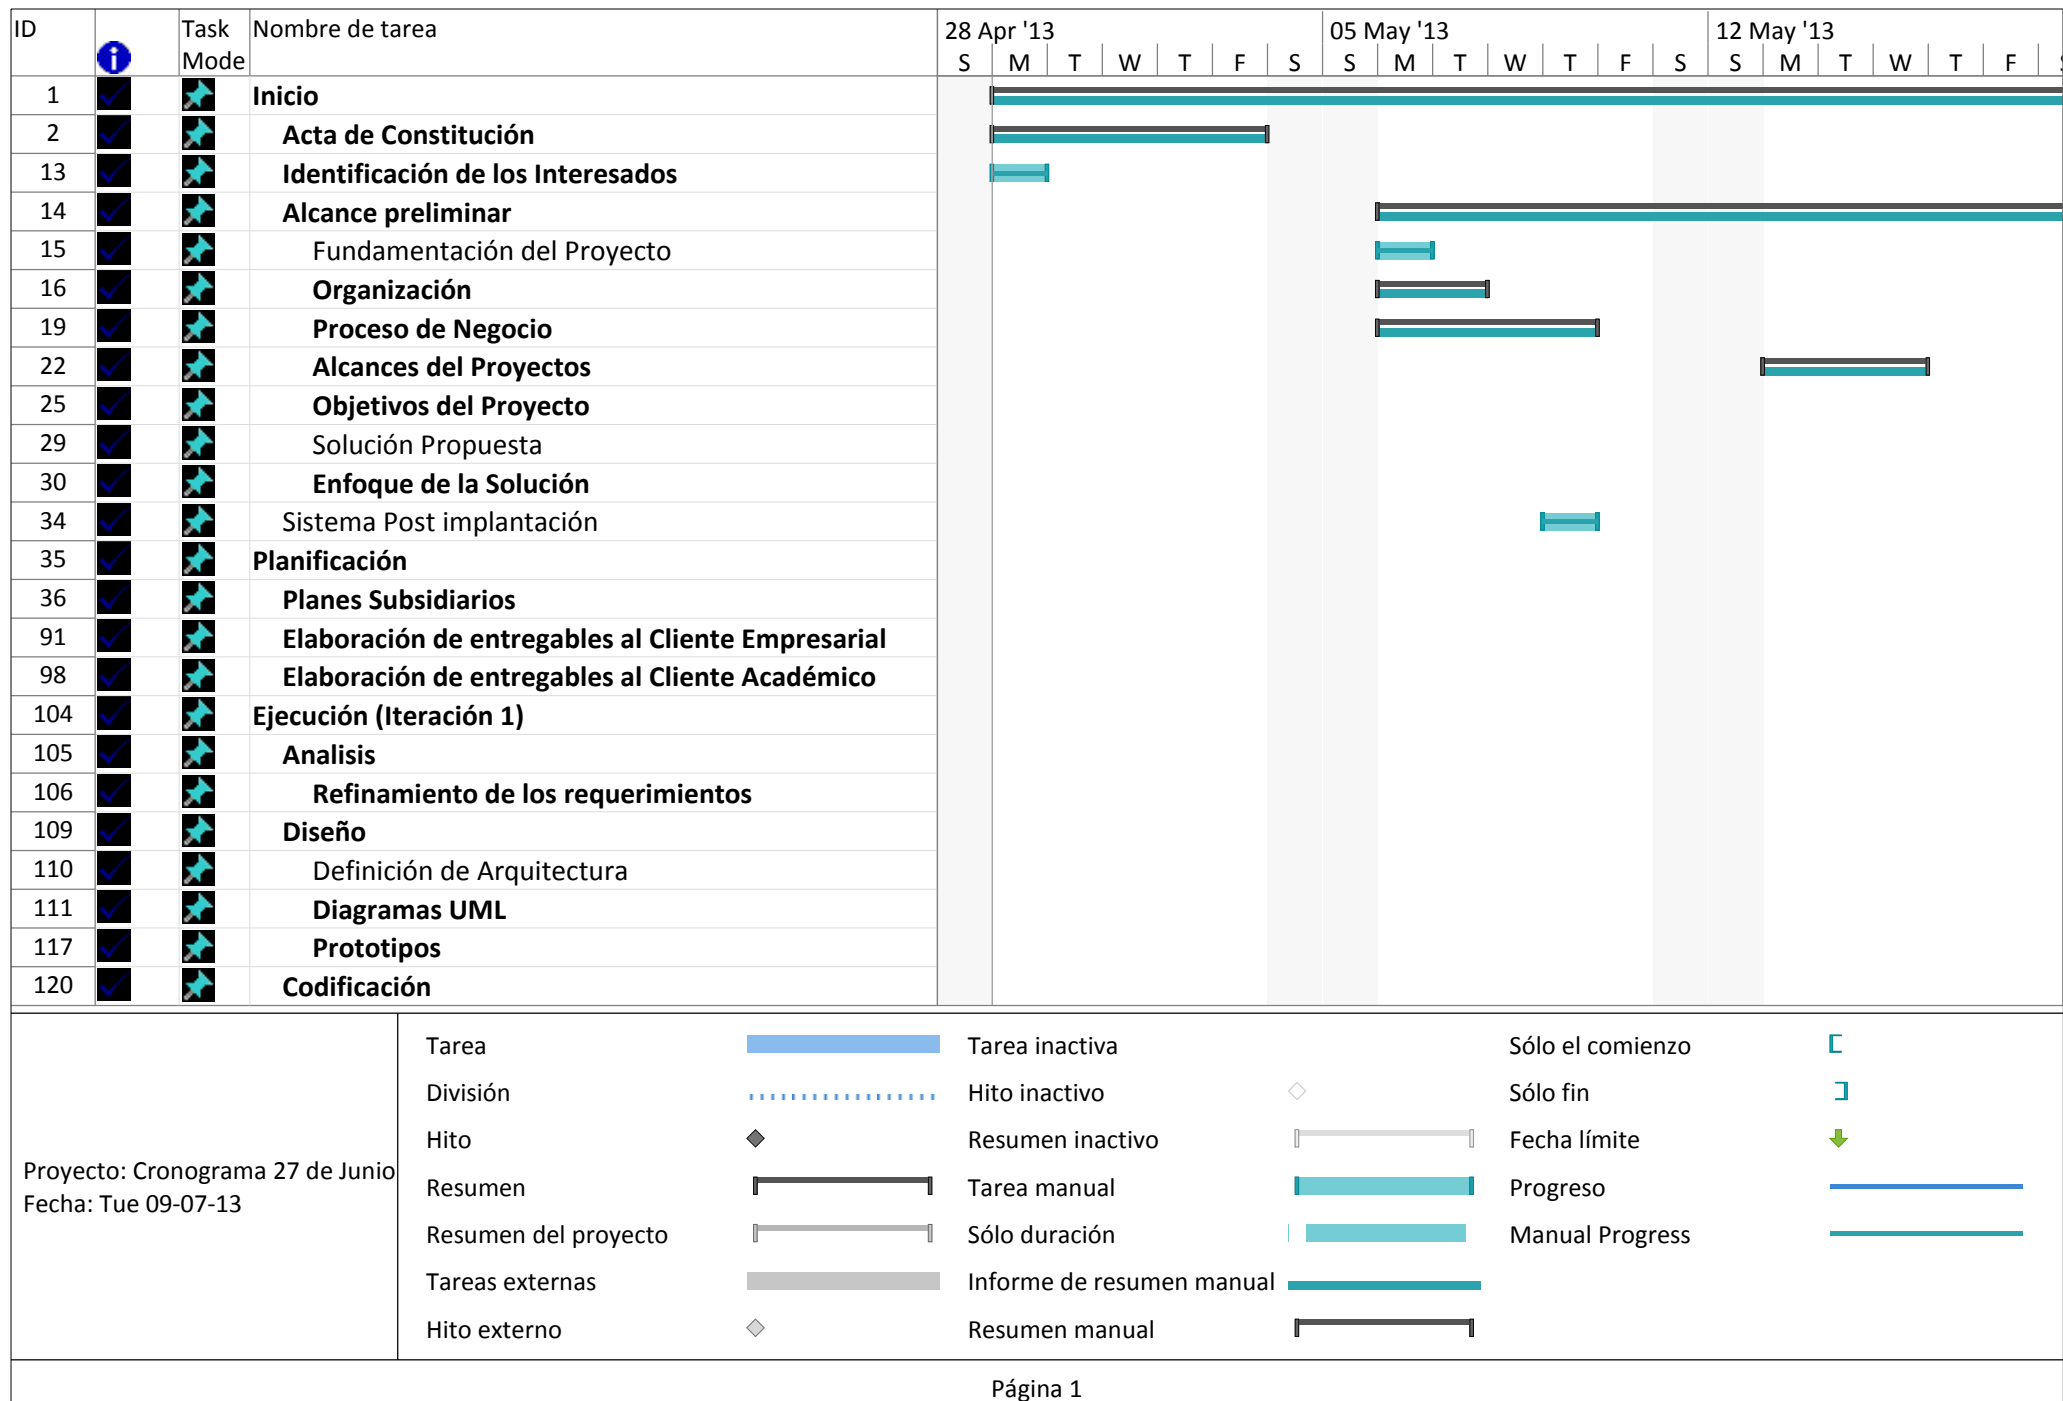 ID Task Mode Nombre de tarea 28 Apr '13 05 May '13 12 May '13
S M T W T F S S M T W T F S S M T W T F S
1 Inicio
2 Acta de Constitución
13 Identificación de los Interesados
14 Alcance preliminar
15 Fundamentación del Proyecto
16 Organización
19 Proceso de Negocio
22 Alcances del Proyectos
25 Objetivos del Proyecto
29 Solución Propuesta
30 Enfoque de la Solución
34 Sistema Post implantación
35 Planificación
36 Planes Subsidiarios
91 Elaboración de entregables al Cliente Empresarial
98 Elaboración de entregables al Cliente Académico
104 Ejecución (Iteración 1)
105 Analisis
106 Refinamiento de los requerimientos
109 Diseño
110 Definición de Arquitectura
111 Diagramas UML
117 Prototipos
120 Codificación
Proyecto: Cronograma 27 de Junio
Fecha: Tue 09-07-13
Tarea
División
Hito
Resumen
Resumen del proyecto
Tareas externas
Hito externo
Tarea inactiva
Hito inactivo
Resumen inactivo
Tarea manual
Sólo duración
Informe de resumen manual
Resumen manual
Sólo el comienzo
Sólo fin
Fecha límite
Progreso
Manual Progress
Página 1